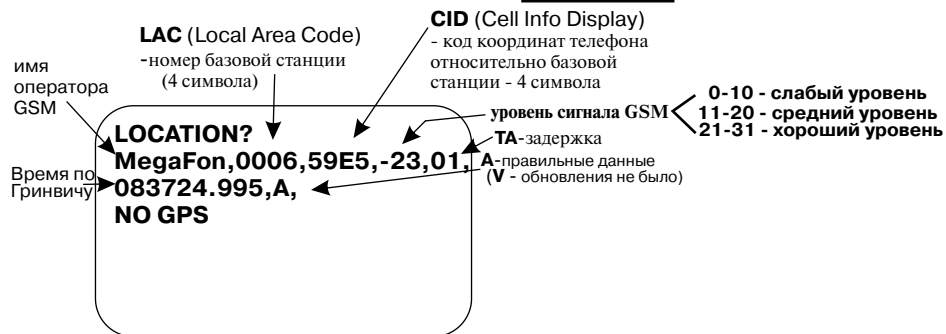 CID (Cell Info Display)
- код координат телефона
относительно базовой
станции - 4 символа
LAC (Local Area Code)
-номер базовой станции
(4 символа)
имя
оператора
GSM
уровень сигнала GSM
0-10 - слабый уровень
11-20 - средний уровень
21-31 - хороший уровень
TA-задержка
A-правильные данные
(V - обновления не было)
Время по
Гринвичу
LOCATION?
MegaFon,0006,59E5,-23,01,
083724.995,A,
NO GPS